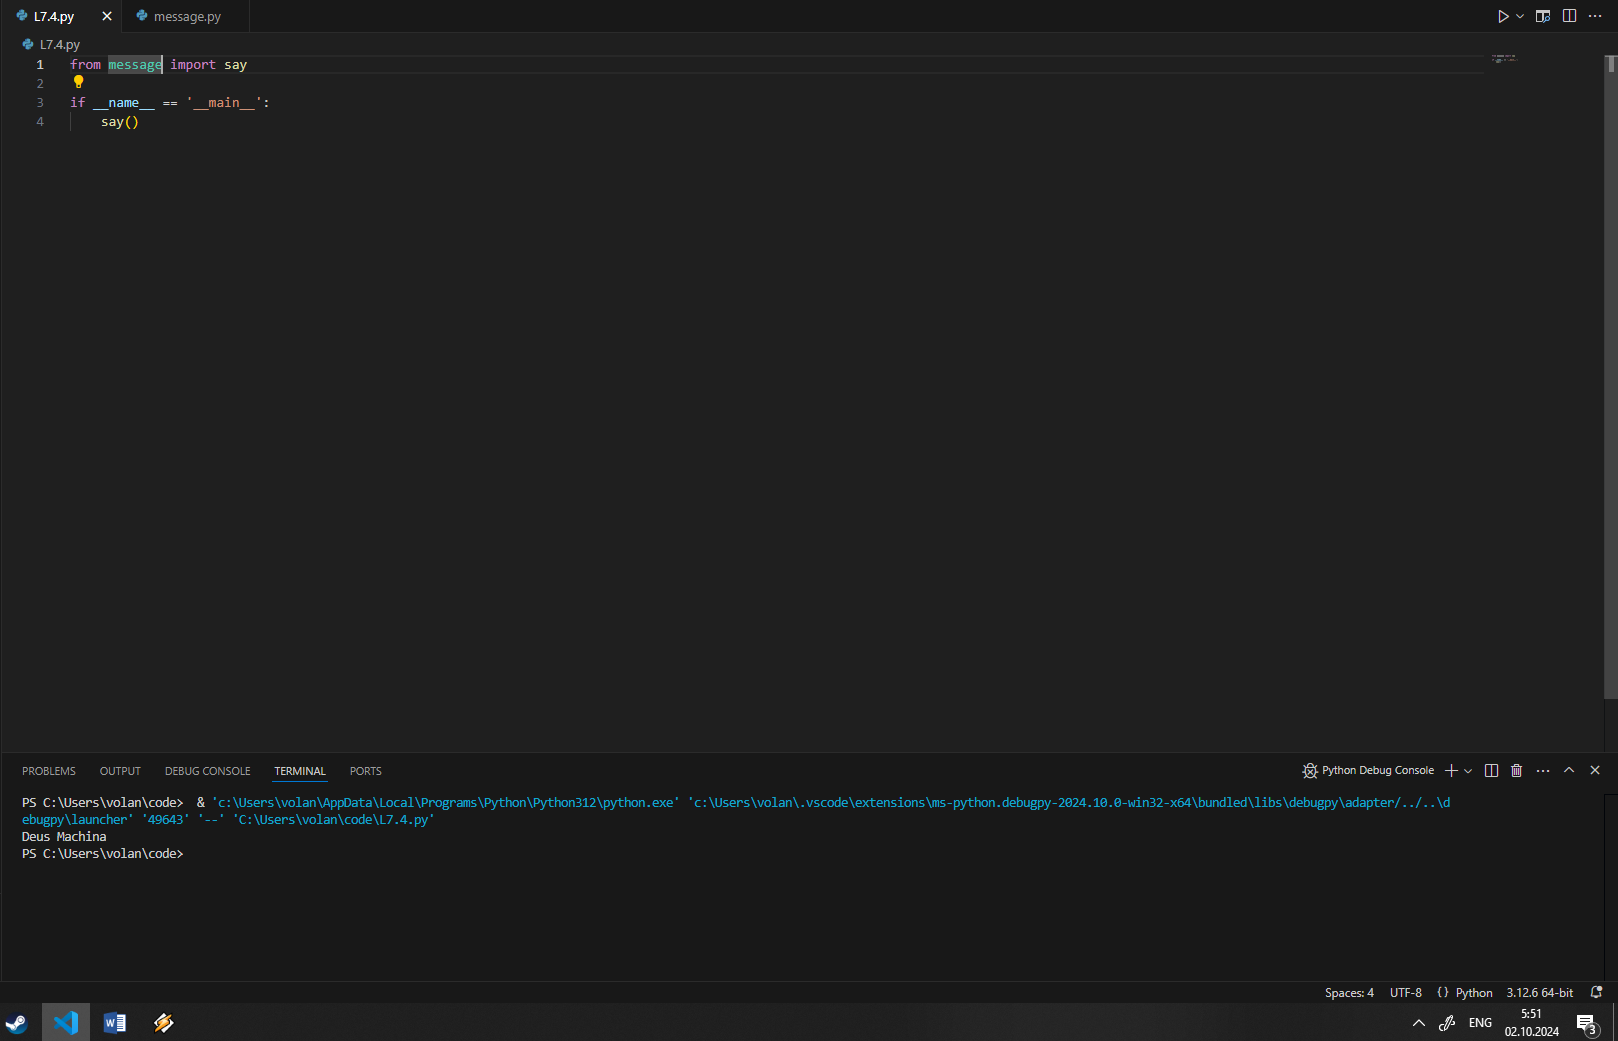 L7.4.py
message.py
L7.4.py
1 from message import say
2
3 if __name__ == '__main__':
4     say()
PROBLEMS OUTPUT DEBUG CONSOLE TERMINAL PORTS
Python Debug Console
PS C:\Users\volan\code>  & 'c:\Users\volan\AppData\Local\Programs\Python\Python312\python.exe' 'c:\Users\volan\.vscode\extensions\ms-python.debugpy-2024.10.0-win32-x64\bundled\libs\debugpy\adapter/../..\d
ebugpy\launcher' '49643' '--' 'C:\Users\volan\code\L7.4.py'
Deus Machina
PS C:\Users\volan\code>
Spaces: 4 UTF-8 {} Python 3.12.6 64-bit
W
ENG
5:51
02.10.2024
3